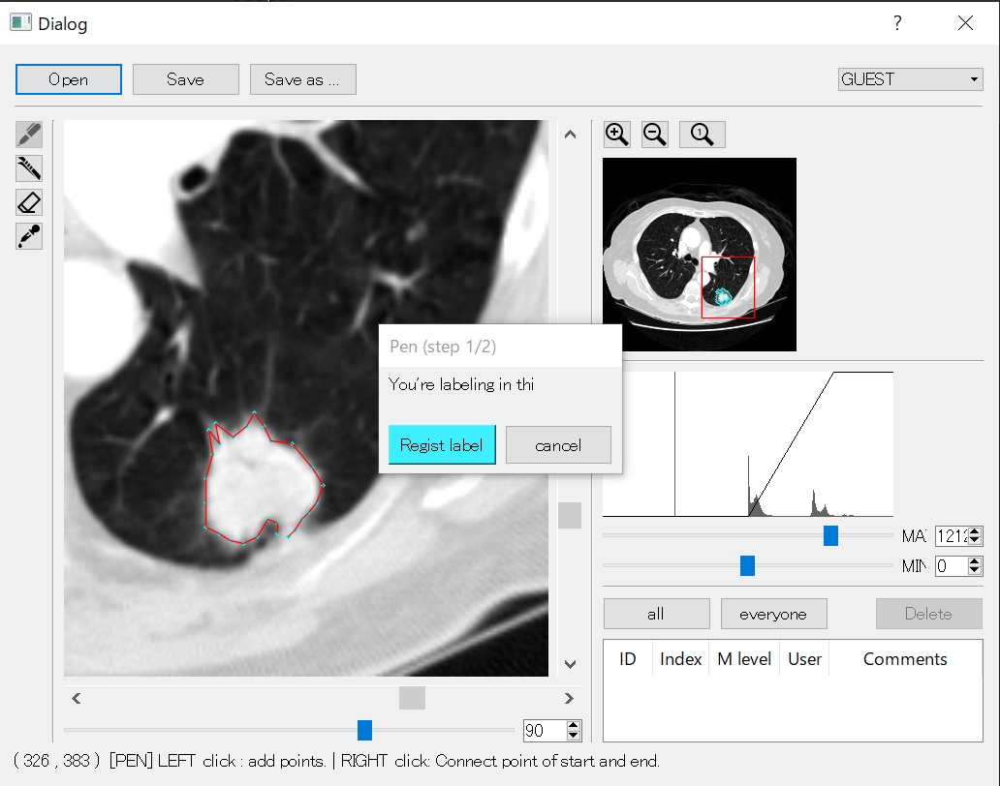 Dialog
?
Open
Save
Save as ...
GUEST
1
Pen (step 1/2)
You're labeling in thi
Regist label
cancel
MA
1212
MIN
0
all
everyone
Delete
ID Index M level User Comments
90
( 326 , 383 ) [PEN] LEFT click : add points. | RIGHT click: Connect point of start and end.